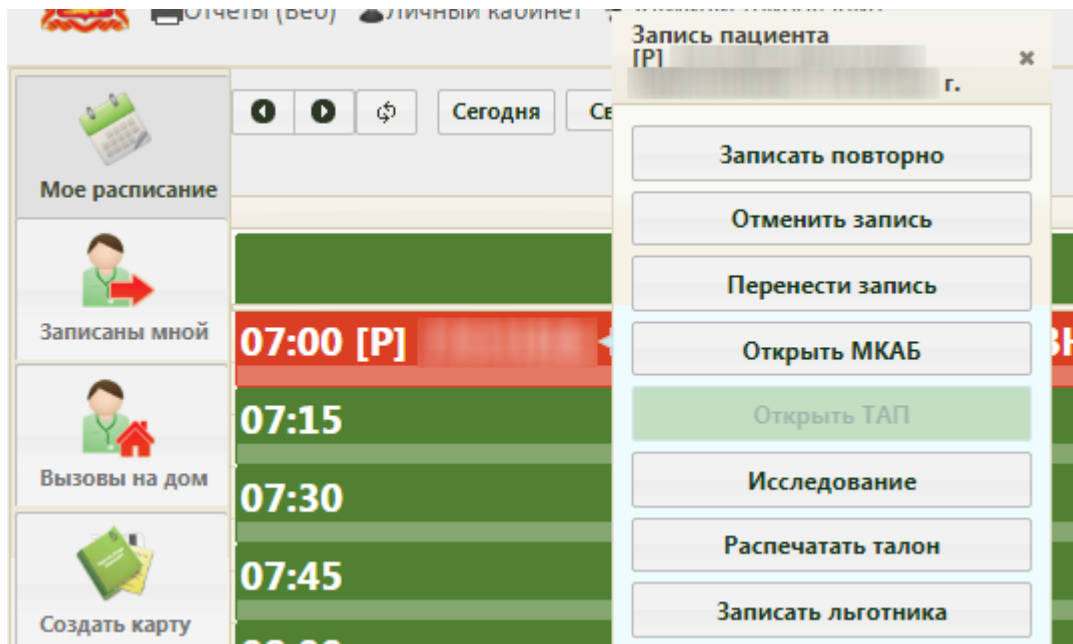 Отчеты (Веб) Личный кабинет
Запись пациента
[Р]
г.
Сегодня
Мое расписание
Записаны мной
Вызовы на дом
Создать карту
07:00 [Р]
07:15
07:30
07:45
Записать повторно
Отменить запись
Перенести запись
Открыть МКАБ
Открыть ТАП
Исследование
Распечатать талон
Записать льготника